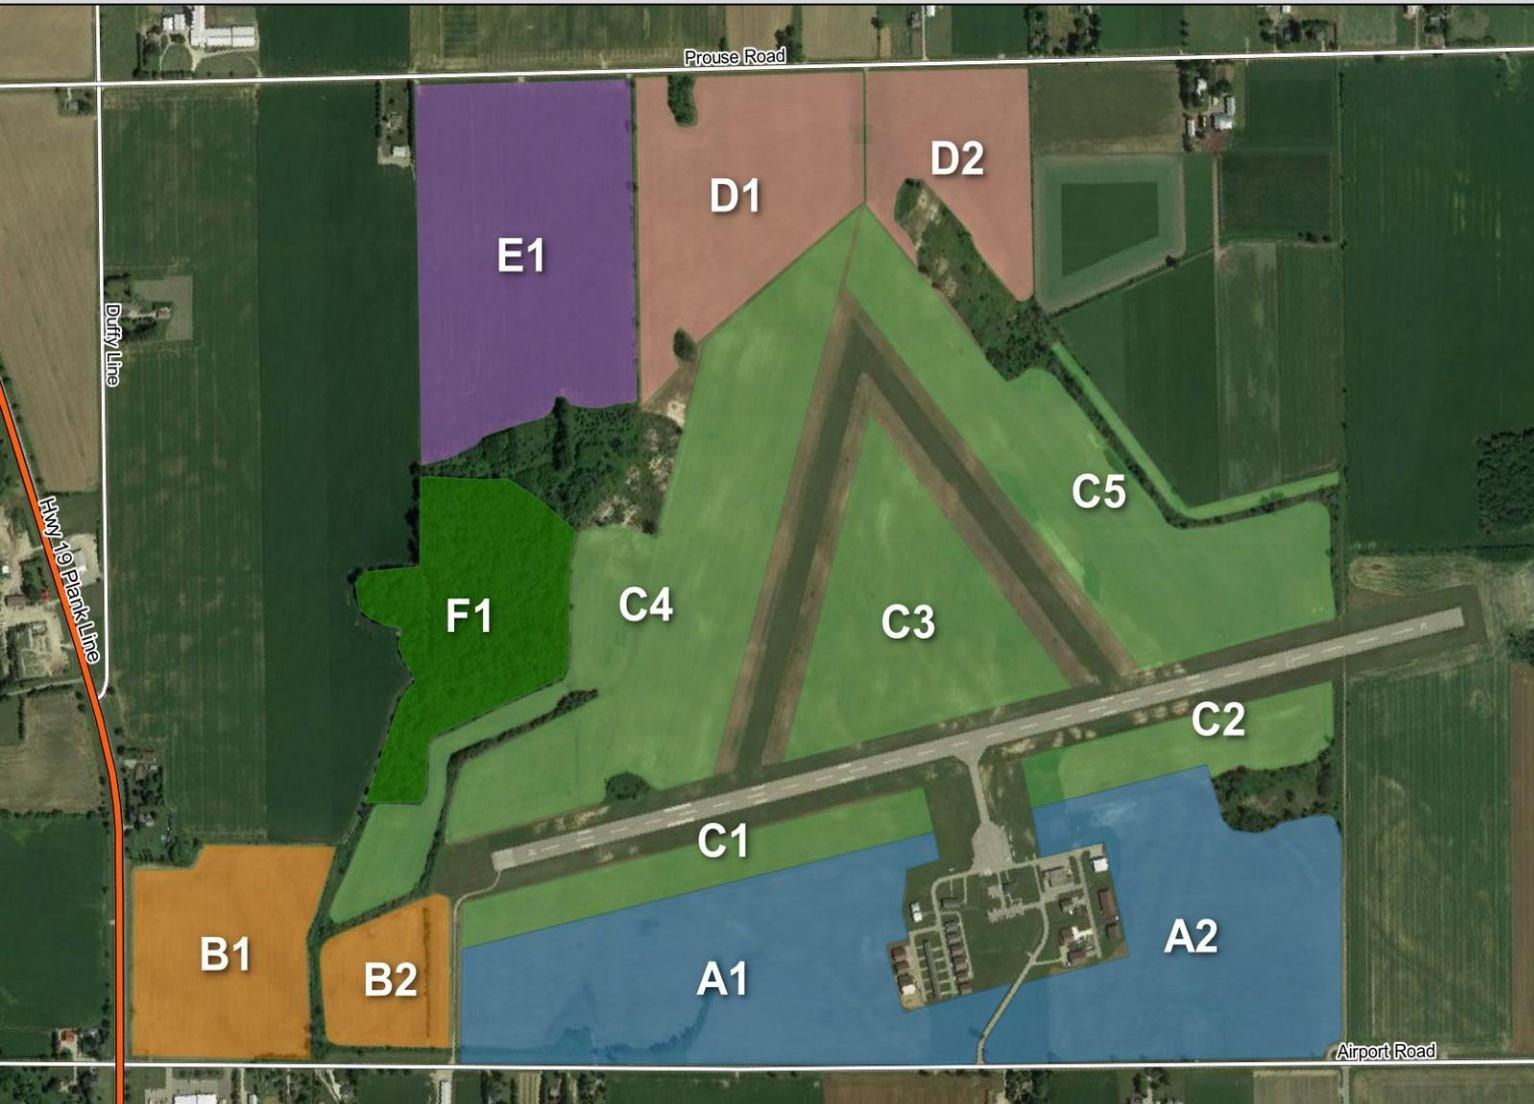 Prouse Road
D2
D1
E1
Duffy Line
C5
Hwy 19 Plank Line
C4
F1
C3
C2
C1
B1
B2
A1
A2
Airport Road